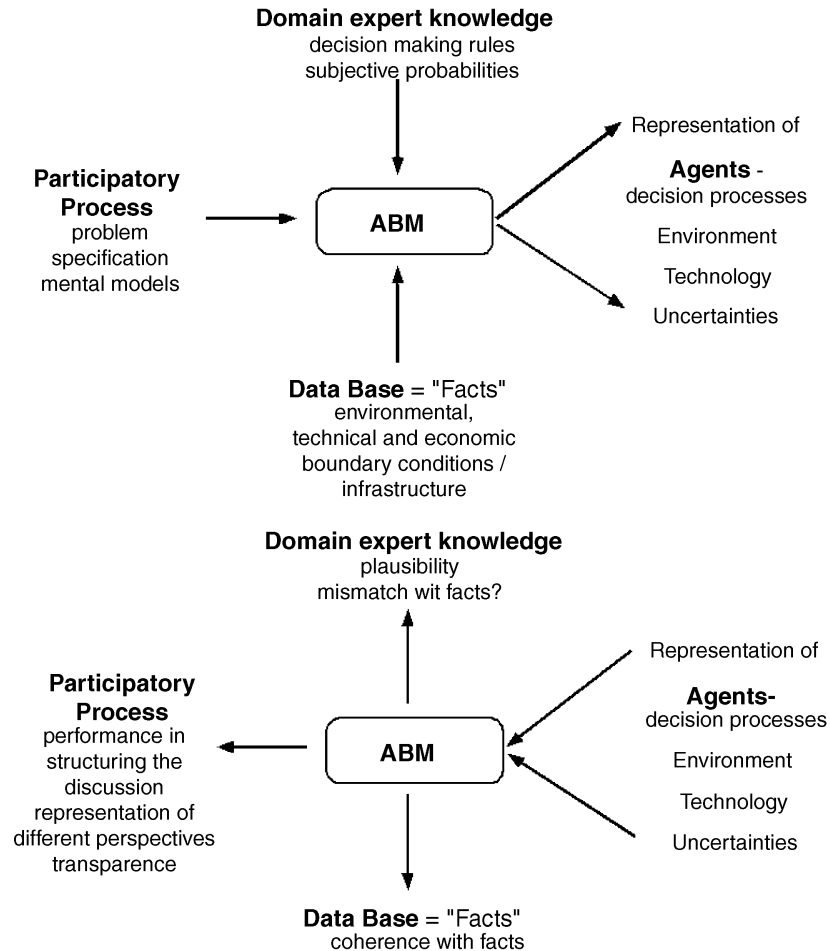 Domain expert knowledge
decision making rules
subjective probabilities
Participatory
Process
problem
specification
mental models
ABM
Representation of
Agents -
decision processes
Environment
Technology
Uncertainties
Data Base = "Facts"
environmental,
technical and economic
boundary conditions /
infrastructure
Domain expert knowledge
plausibility
mismatch wit facts?
Participatory
Process
performance in
structuring the
discussion
representation of
different perspectives
transparence
ABM
Representation of
Agents-
decision processes
Environment
Technology
Uncertainties
Data Base = "Facts"
coherence with facts